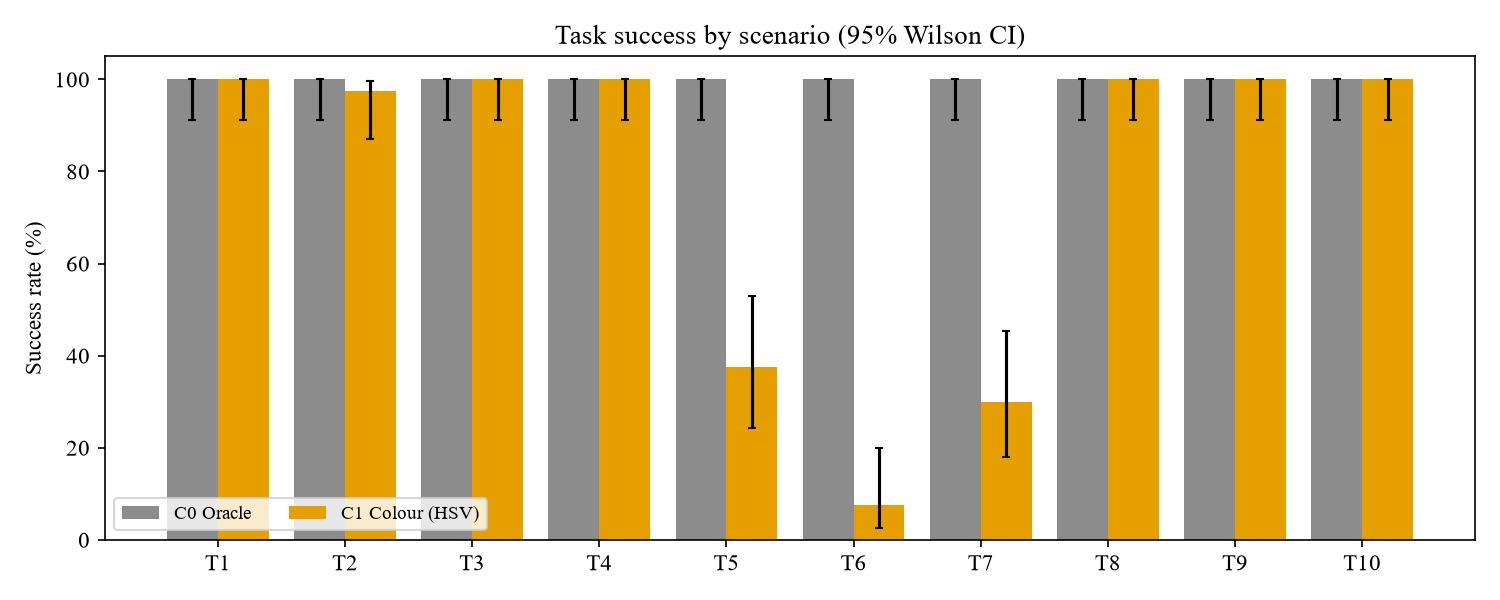 Task success by scenario (95% Wilson CI)
Success rate (%)
100
80
60
40
20
0
C0 Oracle
C1 Colour (HSV)
T1 T2 T3 T4 T5 T6 T7 T8 T9 T10